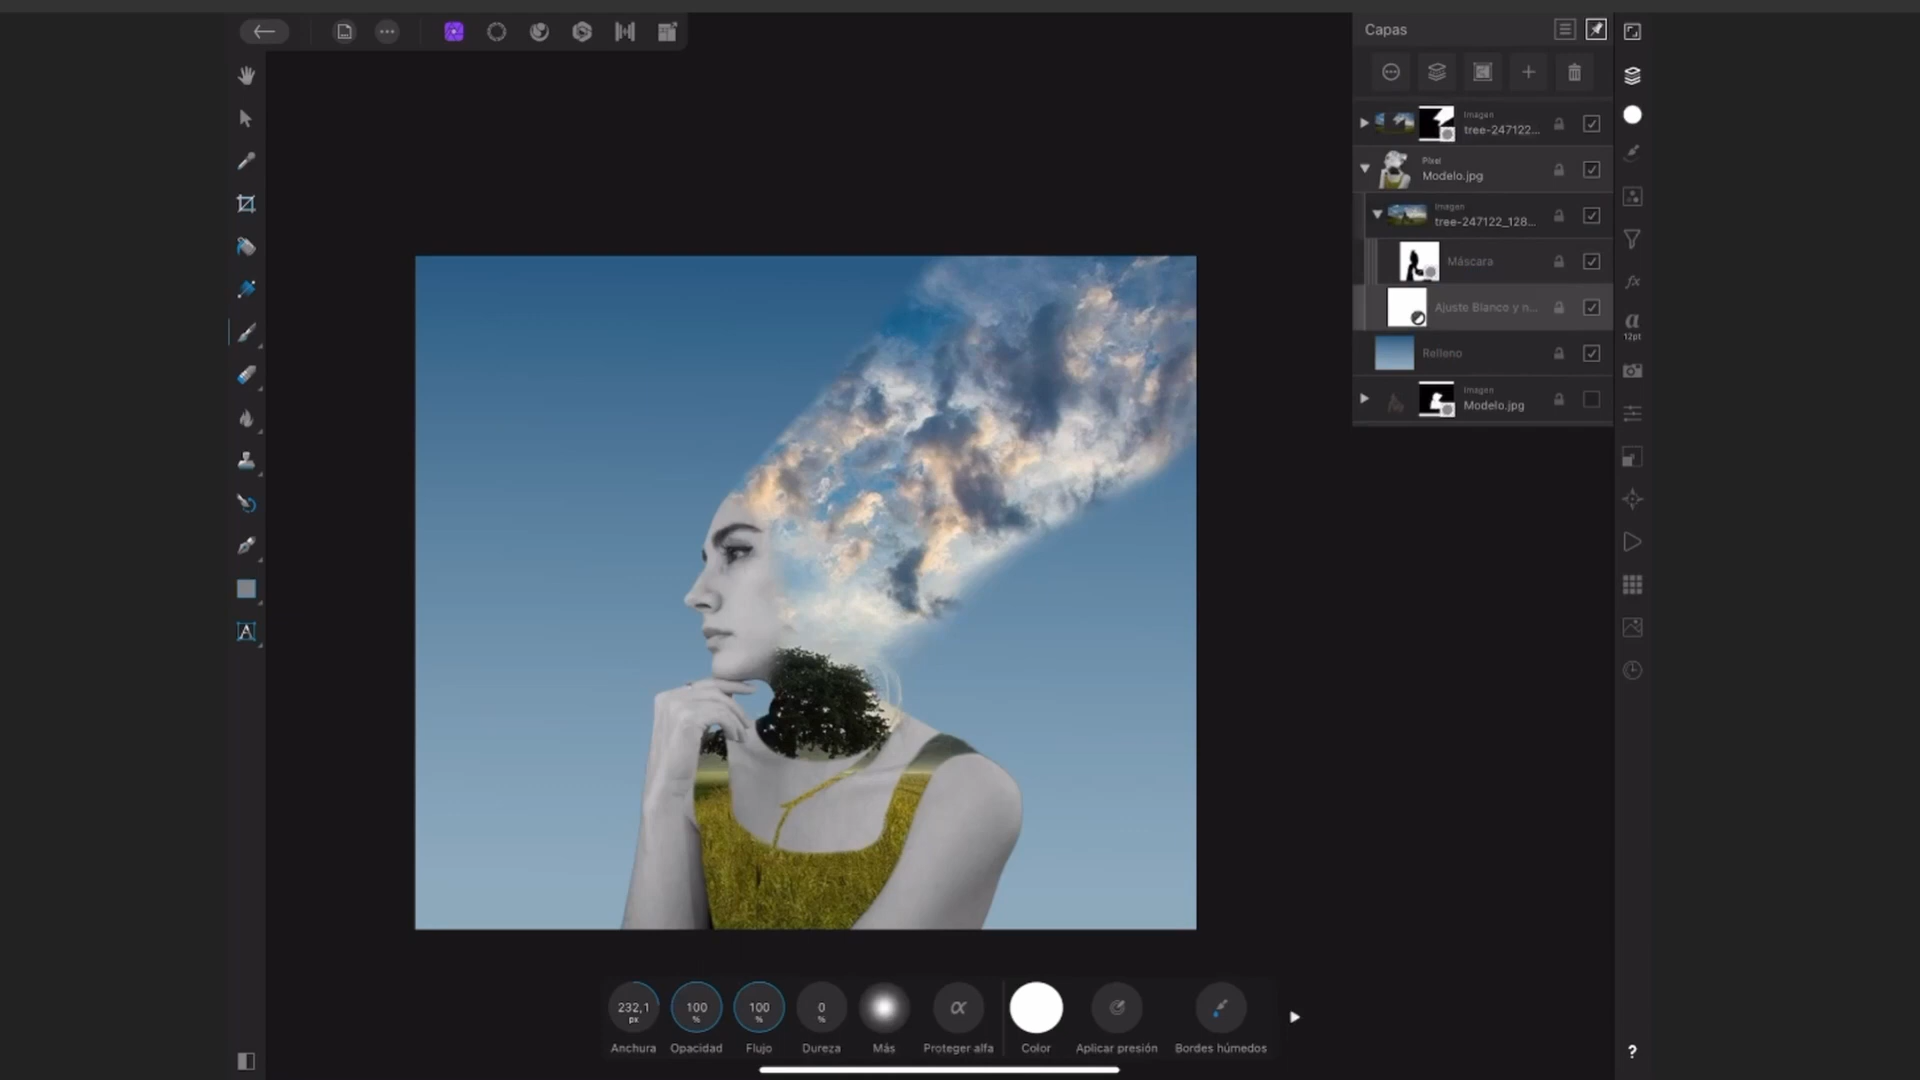 Capas
Imagen
tree-247122...
Pixel
Modelo.jpg
Imagen
tree-247122_128...
Máscara
Ajuste Blanco y n...
Relleno
Imagen
Modelo.jpg
a
12pt
fx
A
232,1
px
Anchura
100
%
Opacidad
100
%
Flujo
0
%
Dureza
Más
α
Proteger alfa
Color
Aplicar presión
Bordes húmedos
?